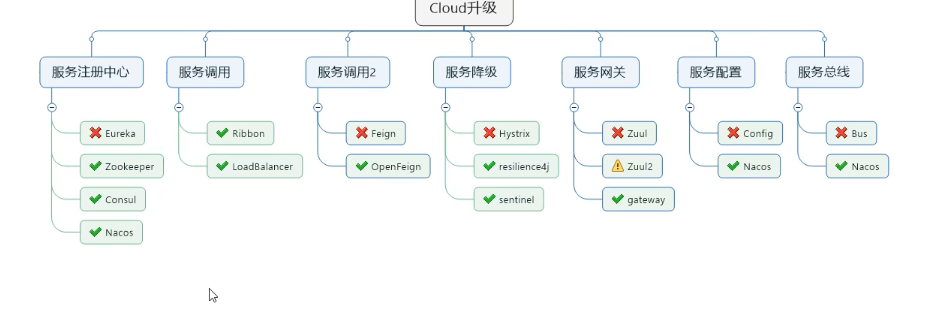 Cloud升级
服务注册中心
服务调用
服务调用2
服务降级
服务网关
服务配置
服务总线
Eureka
Zookeeper
Consul
Nacos
Ribbon
LoadBalancer
Feign
OpenFeign
Hystrix
resilience4j
sentinel
Zuul
Zuul2
gateway
Config
Nacos
Bus
Nacos